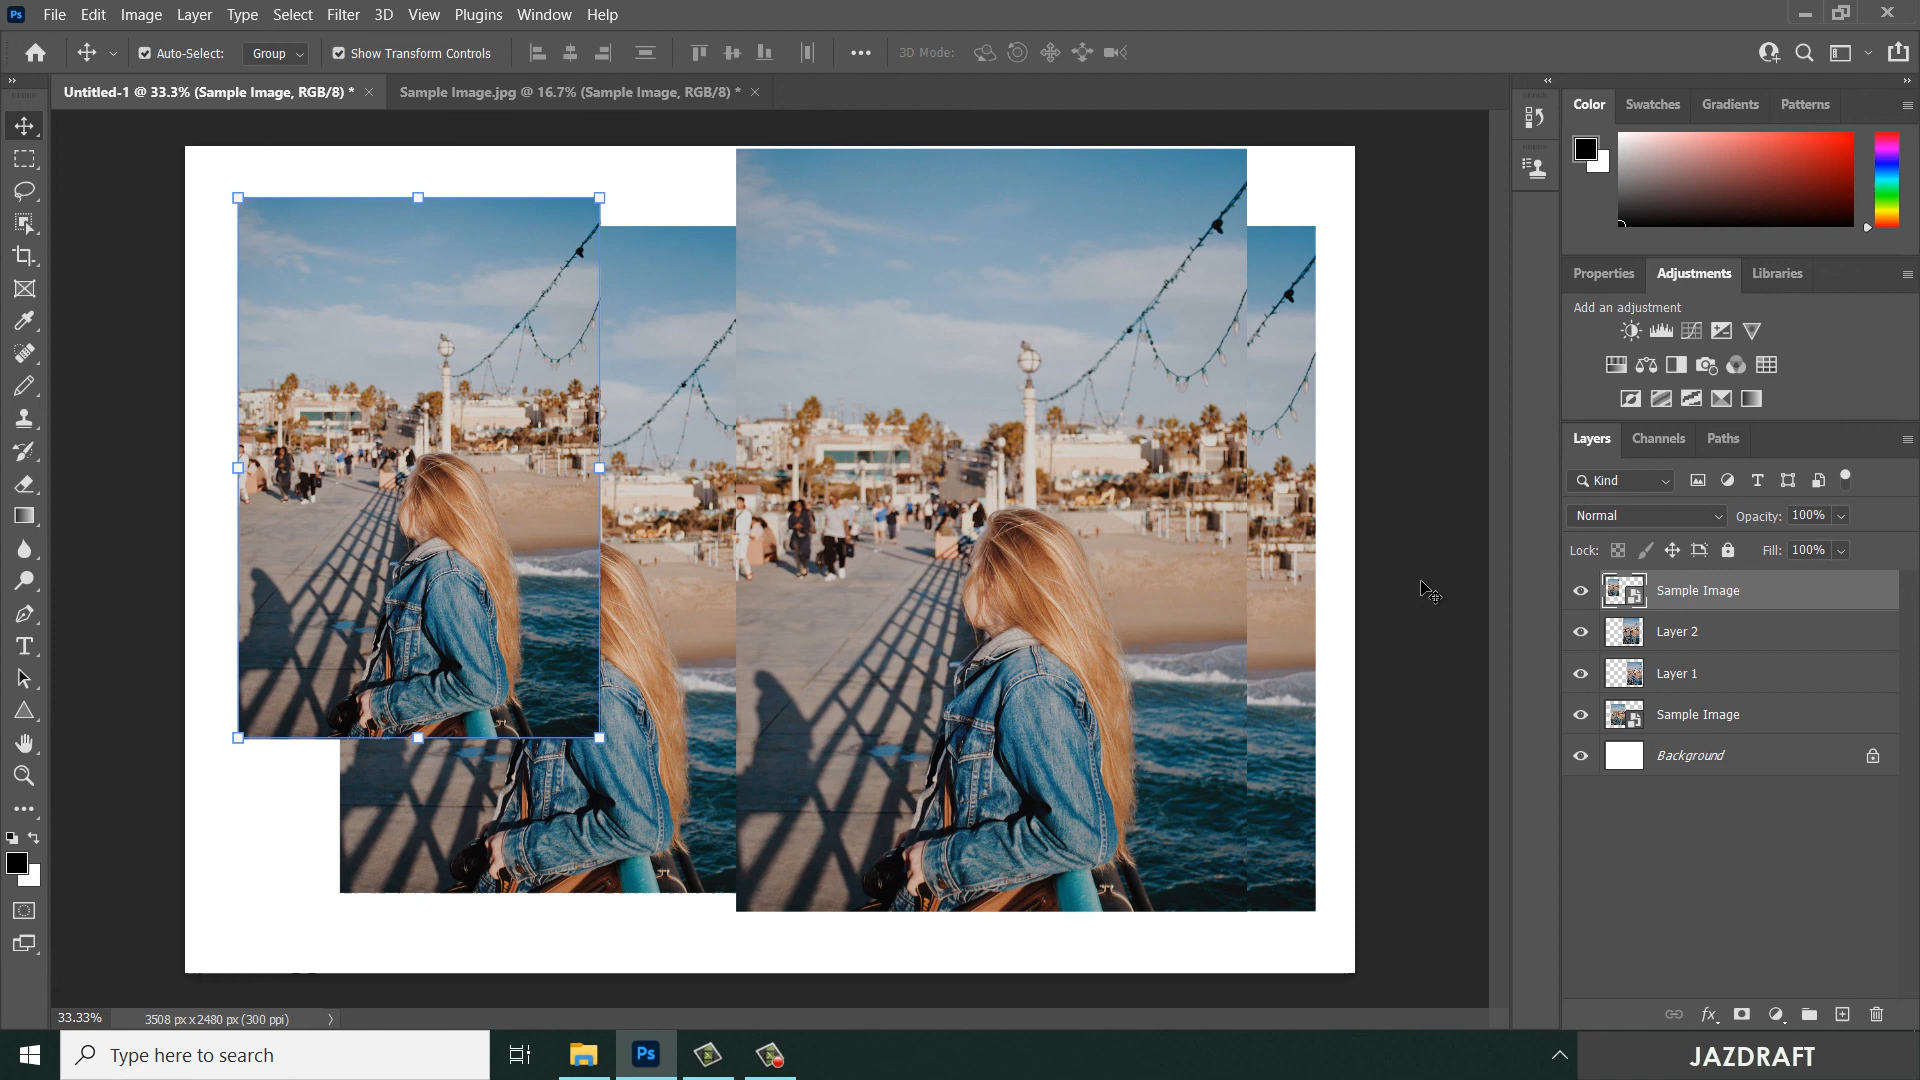 Ps File Edit Image Layer Type Select Filter 3D View Plugins Window Help
Auto-Select: Group Show Transform Controls 3D Mode:
Untitled-1 @ 33.3% (Sample Image, RGB/8) * Sample Image.jpg @ 16.7% (Sample Image, RGB/8) *
Color Swatches Gradients Patterns
Properties Adjustments Libraries
Add an adjustment
Layers Channels Paths
Kind
Normal Opacity: 100%
Lock: Fill: 100%
Sample Image
Layer 2
Layer 1
Sample Image
Background
33.33% 3508 px x 2480 px (300 ppi)
Type here to search Ps JAZDRAFT